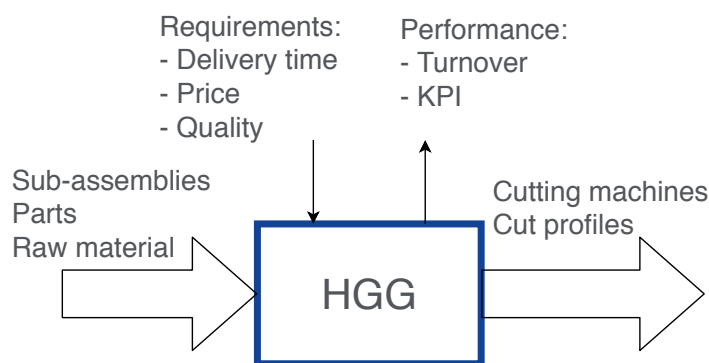 Requirements:
- Delivery time
- Price
- Quality
Performance:
- Turnover
- KPI
Sub-assemblies
Parts
Raw material
HGG
Cutting machines
Cut profiles